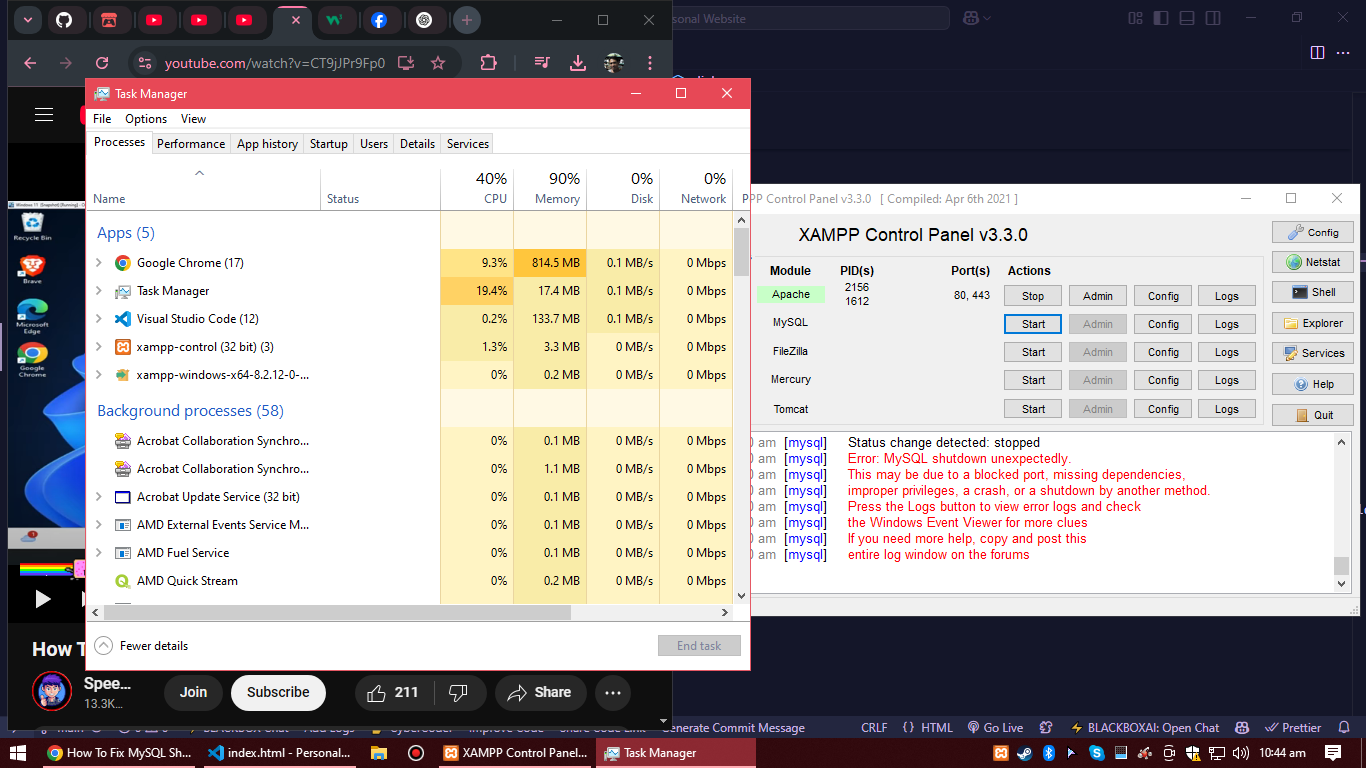 sonal Website
youtube.com/watch?v=CT9jJPr9Fp0
Task Manager
File Options View
Processes Performance App history Startup Users Details Services
40% 90% 0% 0%
Name Status CPU Memory Disk Network
Apps (5)
Google Chrome (17) 9.3% 814.5 MB 0.1 MB/s 0 Mbps
Task Manager 19.4% 17.4 MB 0.1 MB/s 0 Mbps
Visual Studio Code (12) 0.2% 133.7 MB 0.1 MB/s 0 Mbps
xampp-control (32 bit) (3) 1.3% 3.3 MB 0 MB/s 0 Mbps
xampp-windows-x64-8.2.12-0-... 0% 0.2 MB 0 MB/s 0 Mbps
Background processes (58)
Acrobat Collaboration Synchro... 0% 0.1 MB 0 MB/s 0 Mbps
Acrobat Collaboration Synchro... 0% 1.1 MB 0 MB/s 0 Mbps
Acrobat Update Service (32 bit) 0% 0.1 MB 0 MB/s 0 Mbps
AMD External Events Service M... 0% 0.1 MB 0 MB/s 0 Mbps
AMD Fuel Service 0% 0.1 MB 0 MB/s 0 Mbps
AMD Quick Stream 0% 0.2 MB 0 MB/s 0 Mbps
Fewer details End task
PPP Control Panel v3.3.0 [ Compiled: Apr 6th 2021 ]
XAMPP Control Panel v3.3.0
Config
Module PID(s) Port(s) Actions
Netstat
Apache 2156 1612 80, 443 Stop Admin Config Logs
Shell
MySQL Start Admin Config Logs
Explorer
FileZilla Start Admin Config Logs
Services
Mercury Start Admin Config Logs
Help
Tomcat Start Admin Config Logs
Quit
0 am [mysql] Status change detected: stopped
0 am [mysql] Error: MySQL shutdown unexpectedly.
0 am [mysql] This may be due to a blocked port, missing dependencies,
0 am [mysql] improper privileges, a crash, or a shutdown by another method.
0 am [mysql] Press the Logs button to view error logs and check
0 am [mysql] the Windows Event Viewer for more clues
0 am [mysql] If you need more help, copy and post this
0 am [mysql] entire log window on the forums
Recycle Bin
Brave
Microsoft
Edge
Google
Chrome
How T
Spee...
13.3K...
Join Subscribe 211 Share
Generate Commit Message CRLF {} HTML Go Live BLACKBOXAI: Open Chat Prettier
How To Fix MySQL Sh... index.html - Personal... XAMPP Control Panel... Task Manager 10:44 am